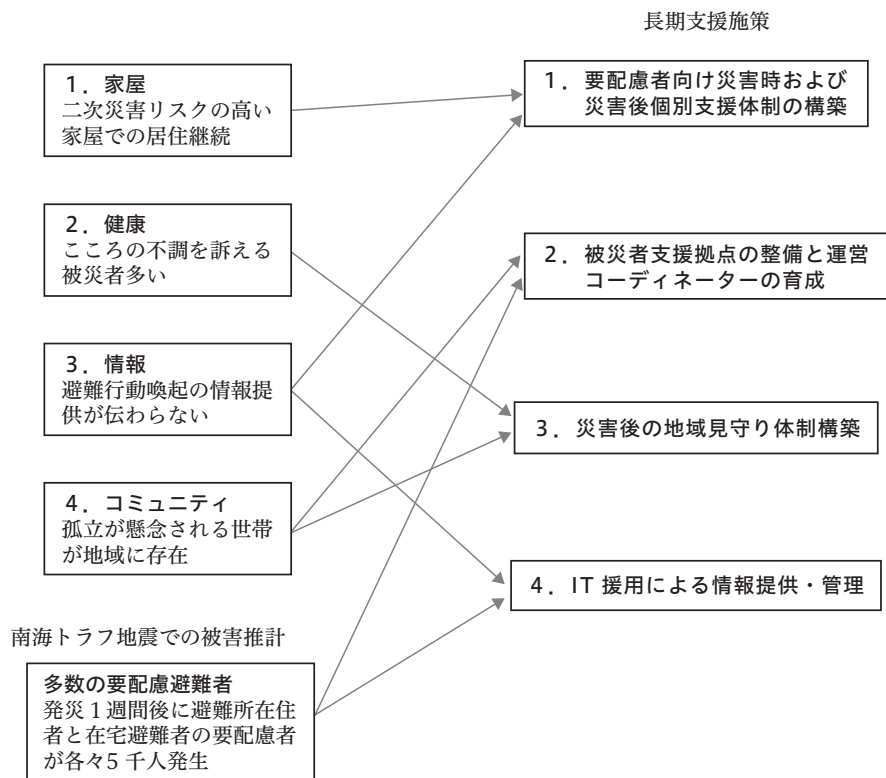 長期支援施策
1．家屋
二次災害リスクの高い
家屋での居住継続
2．健康
こころの不調を訴える
被災者多い
3．情報
避難行動喚起の情報提
供が伝わらない
4．コミュニティ
孤立が懸念される世帯
が地域に存在
南海トラフ地震での被害推計
多数の要配慮避難者
発災1週間後に避難所在住
者と在宅避難者の要配慮者
が各々5千人発生
1．要配慮者向け災害時および
災害後個別支援体制の構築
2．被災者支援拠点の整備と運営
コーディネーターの育成
3．災害後の地域見守り体制構築
4．IT援用による情報提供・管理